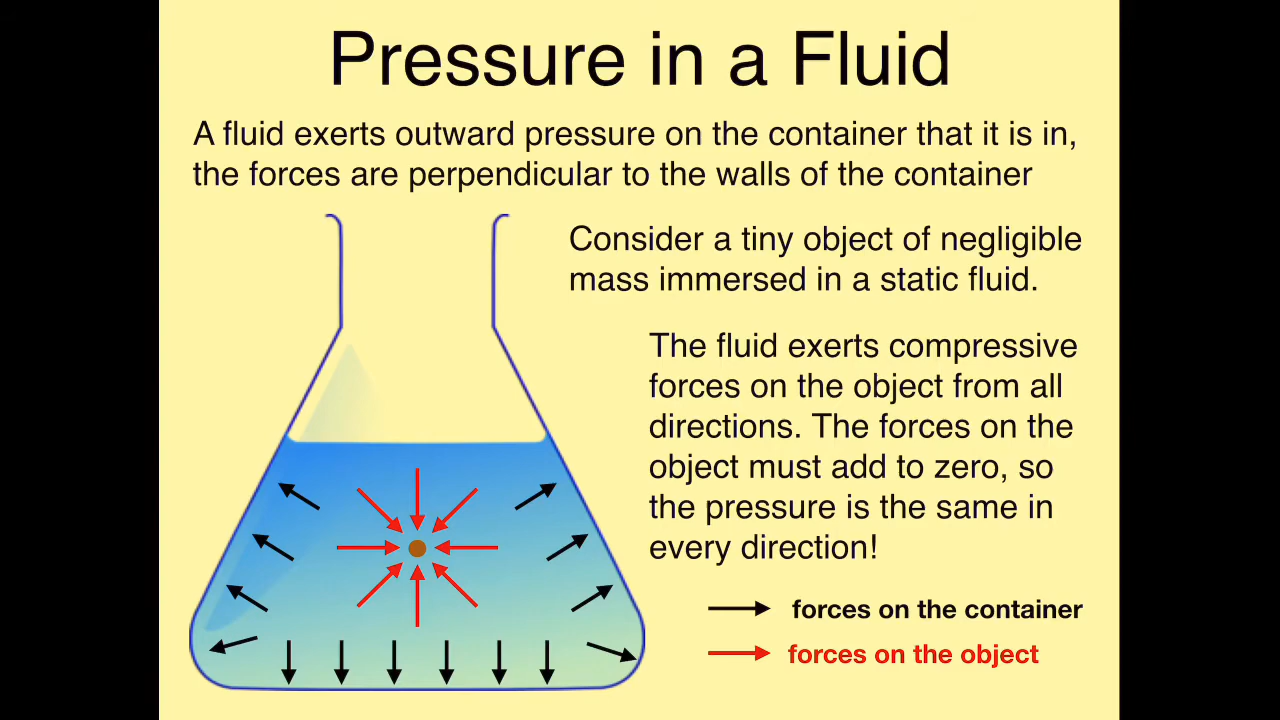 Pressure in a Fluid
A fluid exerts outward pressure on the container that it is in,
the forces are perpendicular to the walls of the container
Consider a tiny object of negligible
mass immersed in a static fluid.
The fluid exerts compressive
forces on the object from all
directions. The forces on the
object must add to zero, so
the pressure is the same in
every direction!
forces on the container
forces on the object